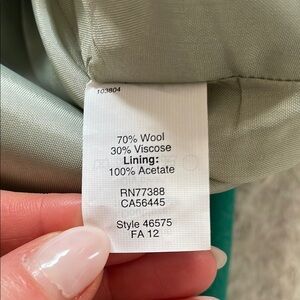 103804
70% Wool
30% Viscose
Lining:
100% Acetate
RN77388
CA56445
Style 46575
FA 12